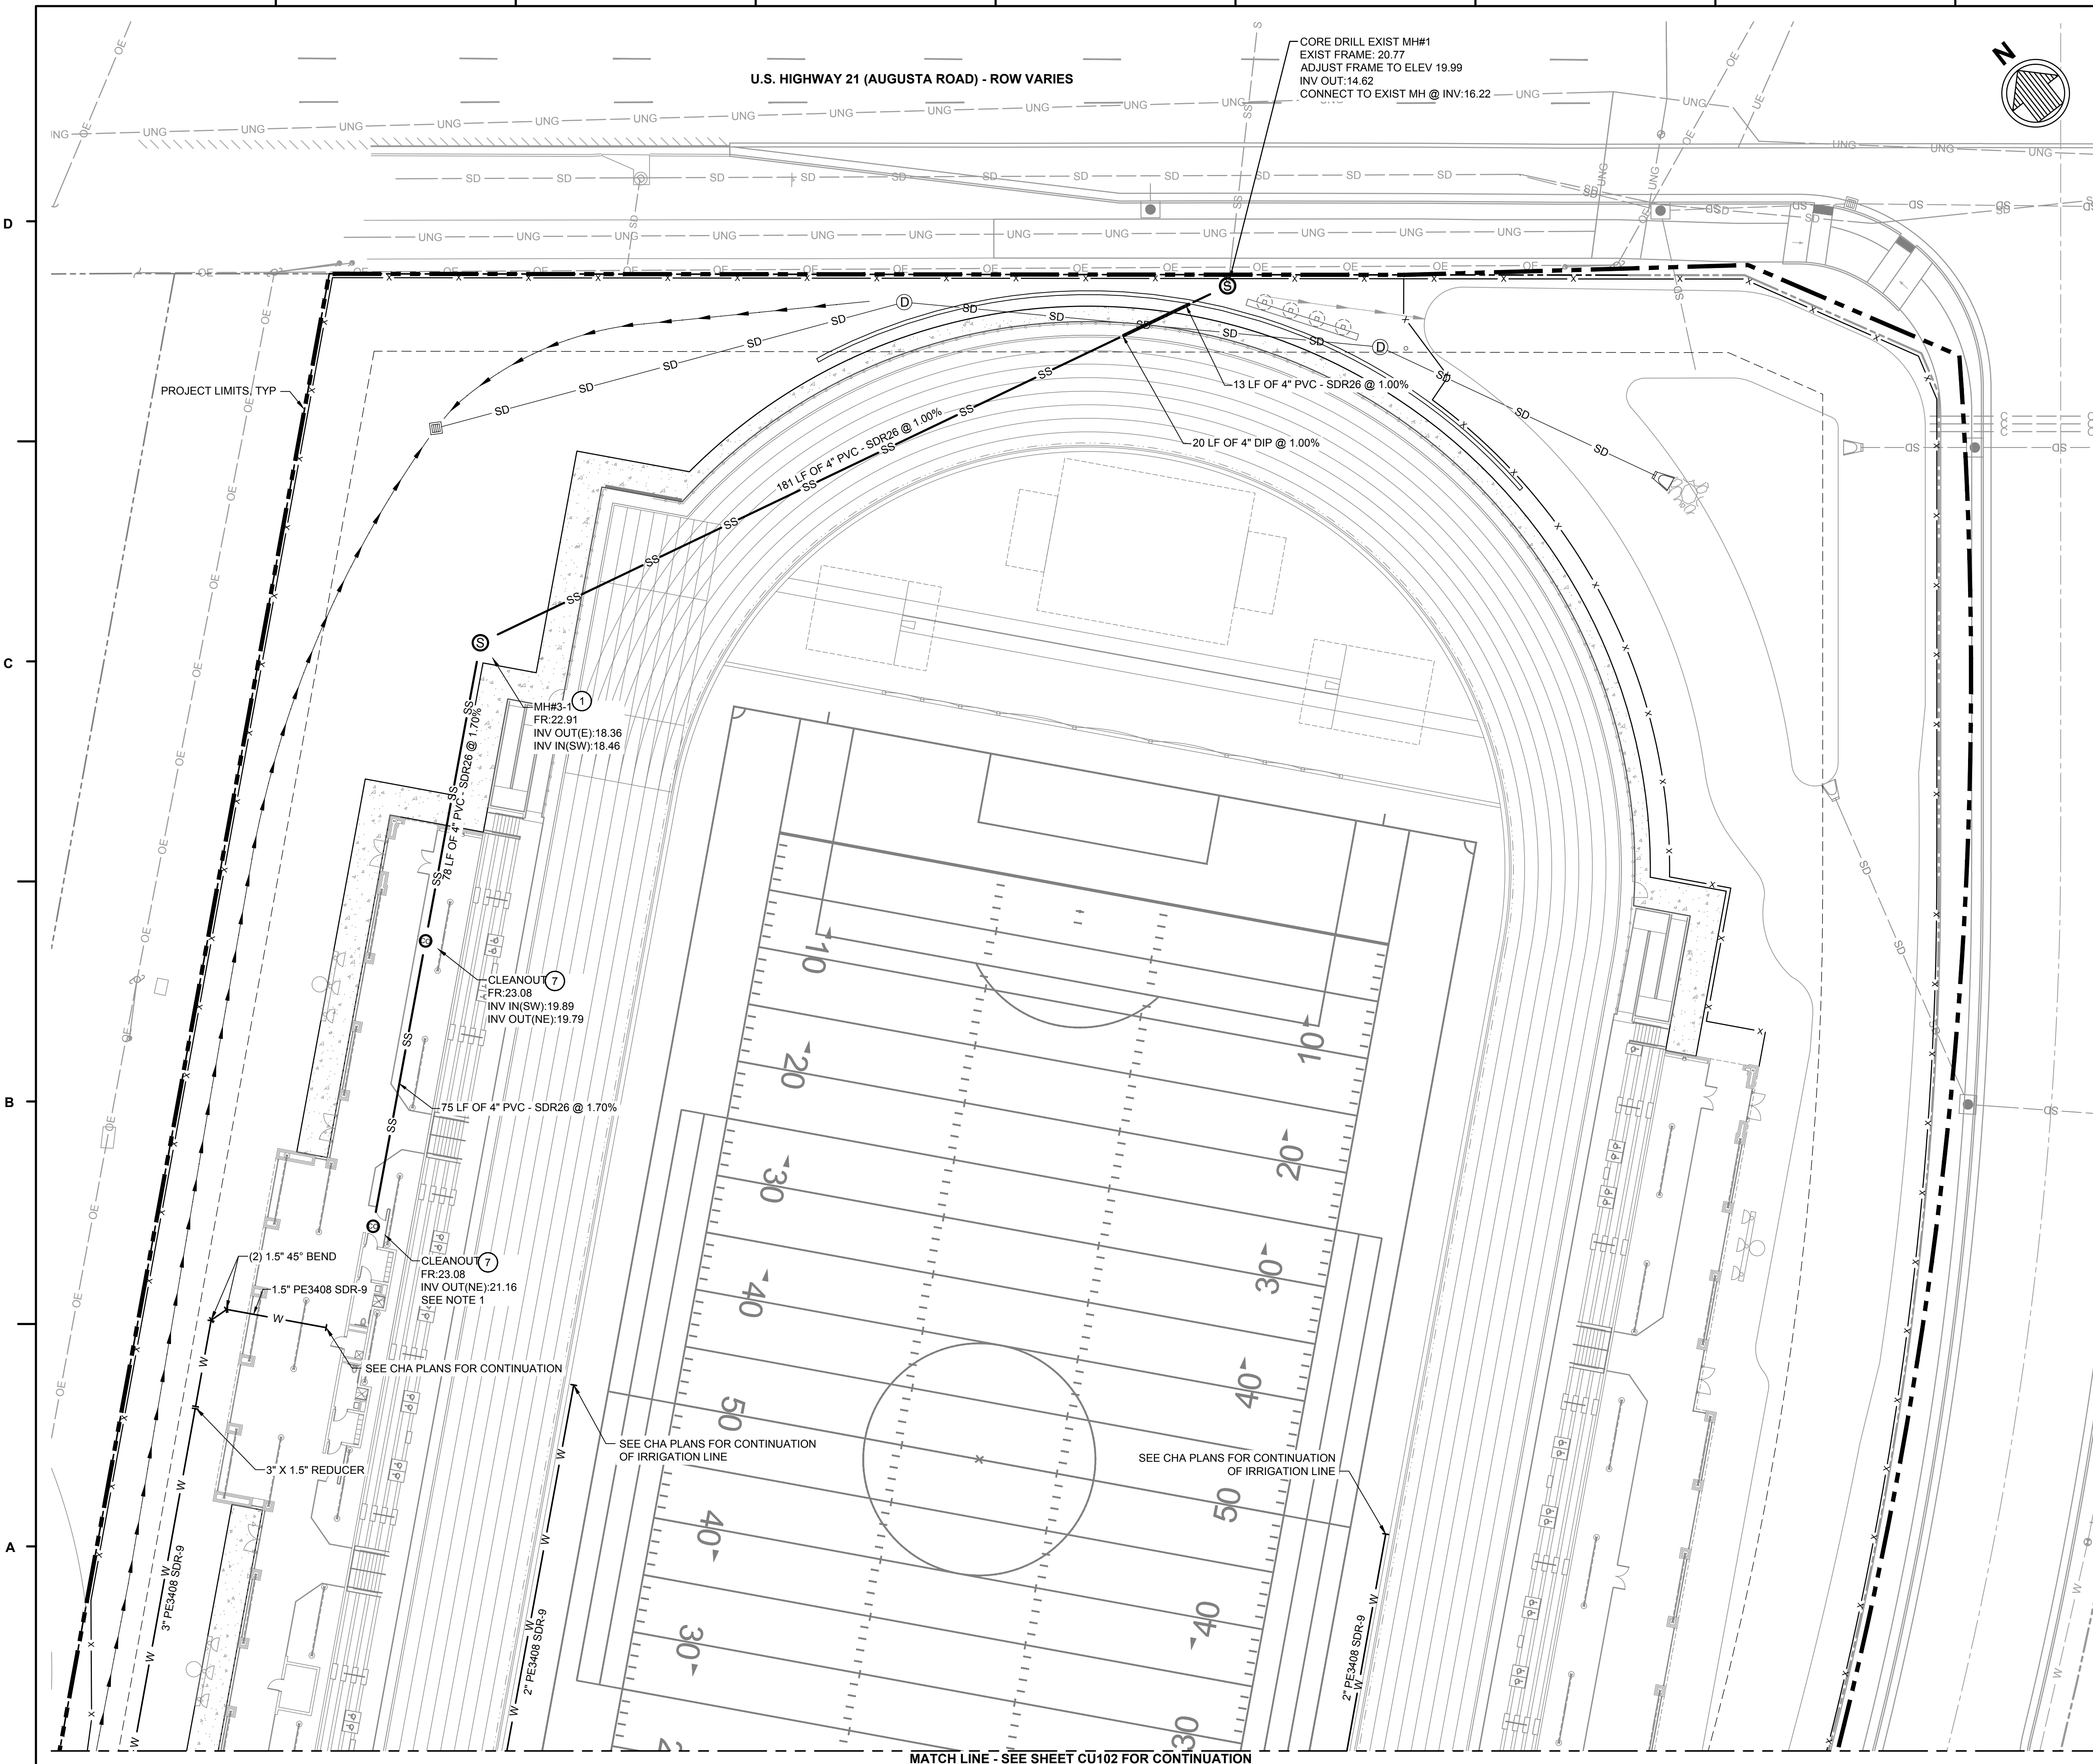 CORE DRILL EXIST MH#1
EXIST FRAME: 20.77
ADJUST FRAME TO ELEV 19.99
INV OUT:14.62
CONNECT TO EXIST MH @ INV:16.22
U.S. HIGHWAY 21 (AUGUSTA ROAD) - ROW VARIES
N
D
PROJECT LIMITS, TYP
13 LF OF 4" PVC - SDR26 @ 1.00%
20 LF OF 4" DIP @ 1.00%
181 LF OF 4" PVC - SDR26 @ 1.00%
C
MH#3-1 1
FR:22.91
INV OUT(E):18.36
INV IN(SW):18.46
78 LF OF 4" PVC - SDR26 @ 1.70%
CLEANOUT 7
FR:23.08
INV IN(SW):19.89
INV OUT(NE):19.79
B
75 LF OF 4" PVC - SDR26 @ 1.70%
(2) 1.5" 45° BEND
1.5" PE3408 SDR-9
CLEANOUT 7
FR:23.08
INV OUT(NE):21.16
SEE NOTE 1
SEE CHA PLANS FOR CONTINUATION
SEE CHA PLANS FOR CONTINUATION
OF IRRIGATION LINE
SEE CHA PLANS FOR CONTINUATION
OF IRRIGATION LINE
3" X 1.5" REDUCER
A
3" PE3408 SDR-9
2" PE3408 SDR-9
2" PE3408 SDR-9
10
20
30
40
50
40
30
10
20
30
40
50
40
30
MATCH LINE - SEE SHEET CU102 FOR CONTINUATION